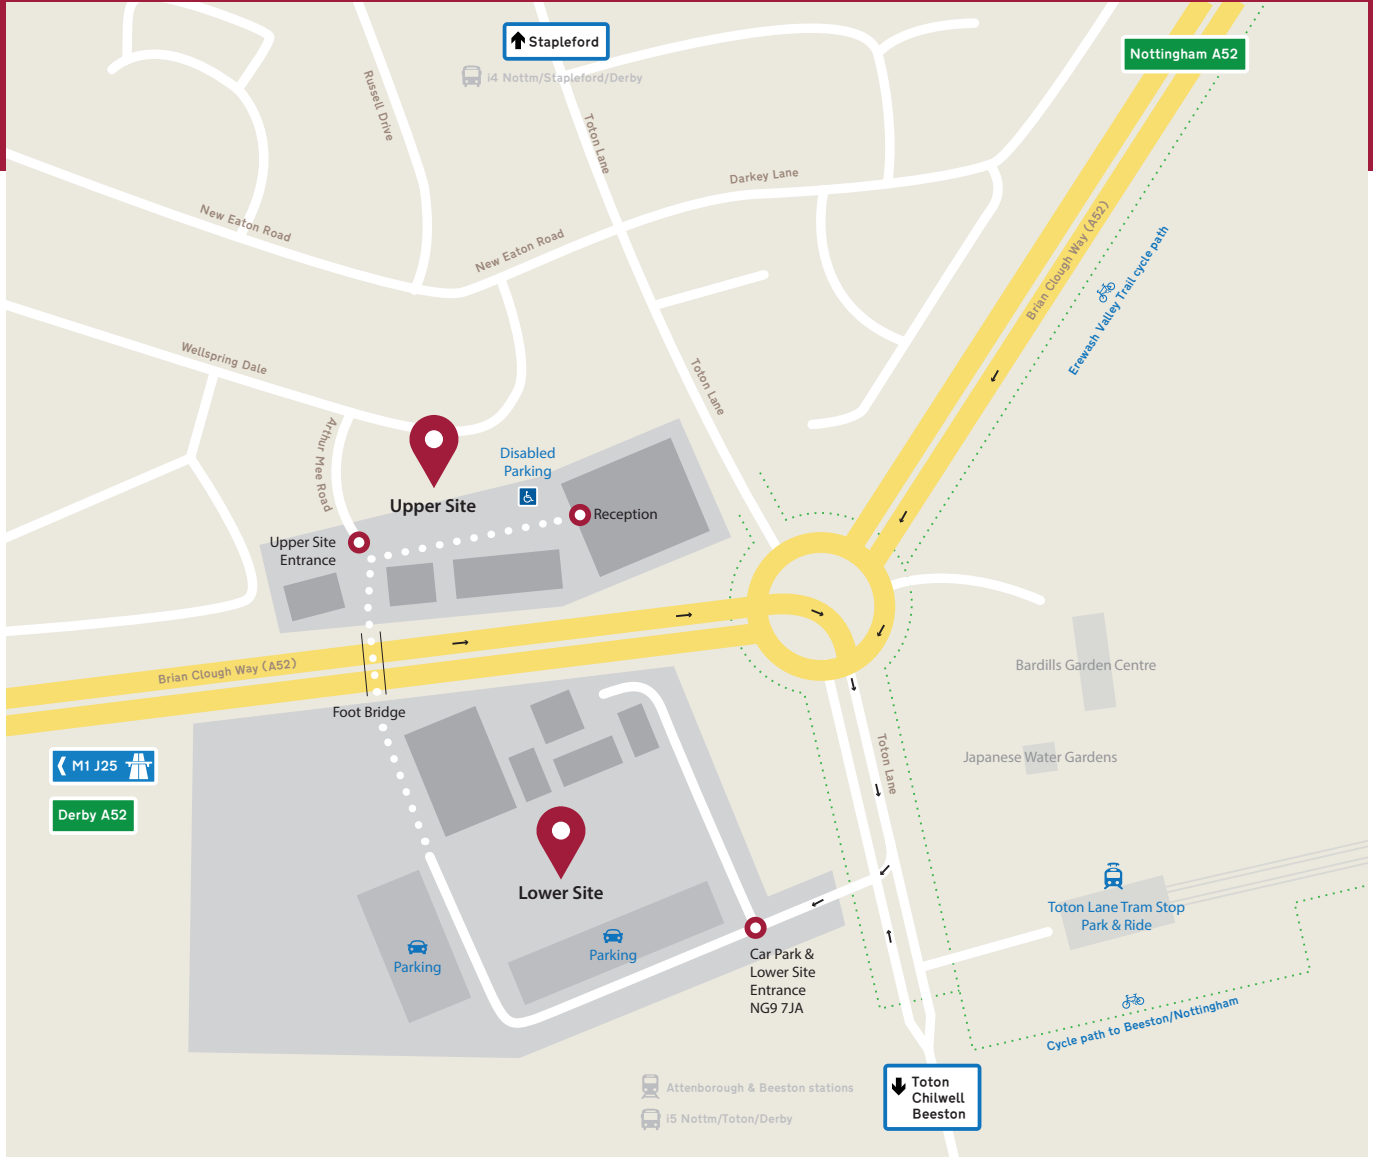 Stapleford
i4 Nottm/Stapleford/Derby
Nottingham A52
Russell Drive
Toton Lane
Darkey Lane
New Eaton Road
New Eaton Road
Brian Clough Way (A52)
Erewash Valley Trail cycle path
Wellspring Dale
Toton Lane
Arthur Mee Road
Upper Site
Disabled
Parking
Reception
Upper Site
Entrance
Brian Clough Way (A52)
Foot Bridge
Bardills Garden Centre
Japanese Water Gardens
Toton Lane
M1 J25
Derby A52
Lower Site
Parking
Parking
Car Park &
Lower Site
Entrance
NG9 7JA
Toton Lane Tram Stop
Park & Ride
Cycle path to Beeston/Nottingham
Attenborough & Beeston stations
i5 Nottm/Toton/Derby
Toton
Chilwell
Beeston